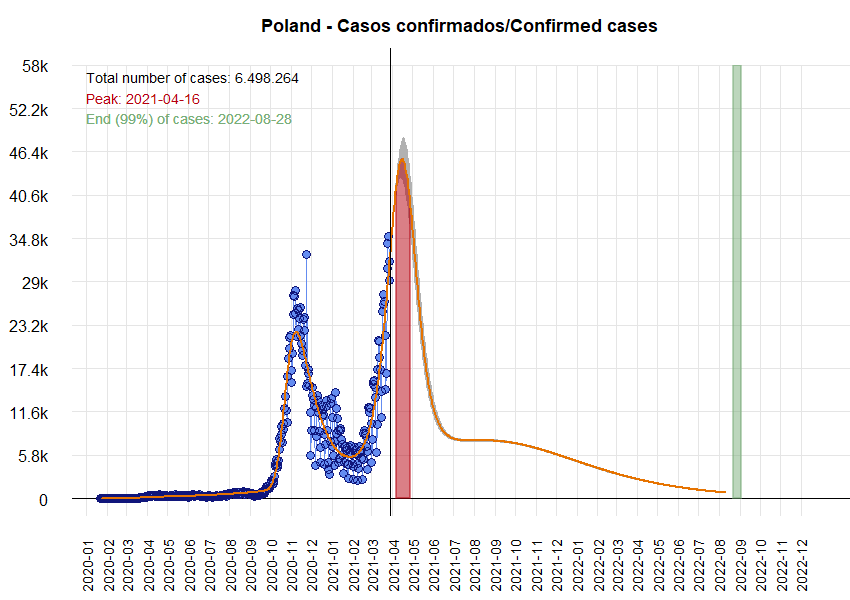 Poland - Casos confirmados/Confirmed cases
58k
Total number of cases: 6.498.264
Peak: 2021-04-16
End (99%) of cases: 2022-08-28
52.2k
46.4k
40.6k
34.8k
29k
23.2k
17.4k
11.6k
5.8k
0
2020-01
2020-02
2020-03
2020-04
2020-05
2020-06
2020-07
2020-08
2020-09
2020-10
2020-11
2020-12
2021-01
2021-02
2021-03
2021-04
2021-05
2021-06
2021-07
2021-08
2021-09
2021-10
2021-11
2021-12
2022-01
2022-02
2022-03
2022-04
2022-05
2022-06
2022-07
2022-08
2022-09
2022-10
2022-11
2022-12